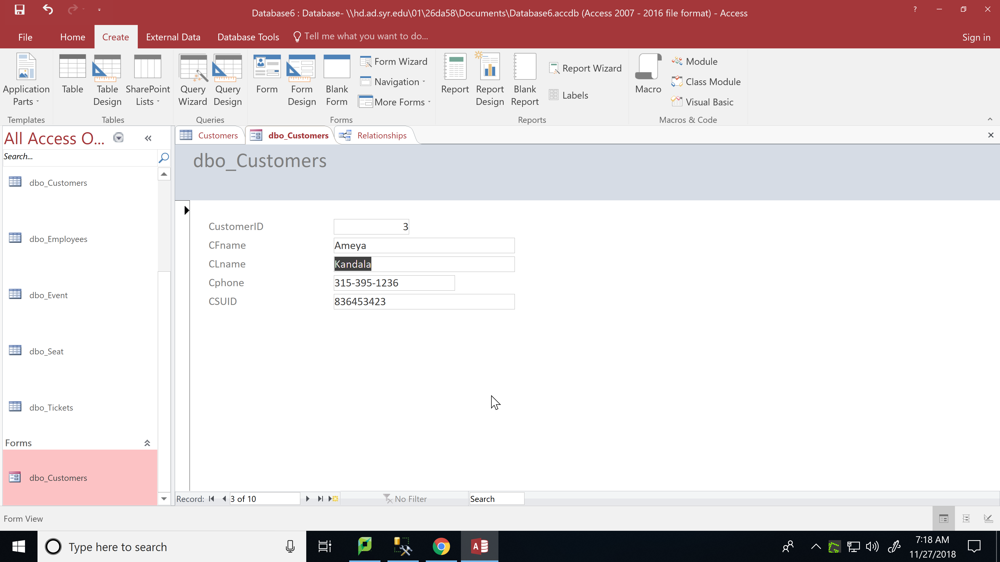 Database6 : Database- \\hd.ad.syr.edu\01\26da58\Documents\Database6.accdb (Access 2007 - 2016 file format) - Access
?
File
Home
Create
External Data
Database Tools
Tell me what you want to do...
Sign in
Application Parts
Table
Table Design
SharePoint Lists
Query Wizard
Query Design
Form
Form Design
Blank Form
Form Wizard
Navigation
More Forms
Report
Report Design
Blank Report
Report Wizard
Labels
Macro
Module
Class Module
Visual Basic
Templates
Tables
Queries
Forms
Reports
Macros & Code
All Access O...
Search...
dbo_Customers
dbo_Employees
dbo_Event
dbo_Seat
dbo_Tickets
Forms
dbo_Customers
Customers
dbo_Customers
Relationships
dbo_Customers
CustomerID 3
CFname Ameya
CLname Kandala
Cphone 315-395-1236
CSUID 836453423
Record: 3 of 10 No Filter Search
Form View
Type here to search
A
7:18 AM
11/27/2018